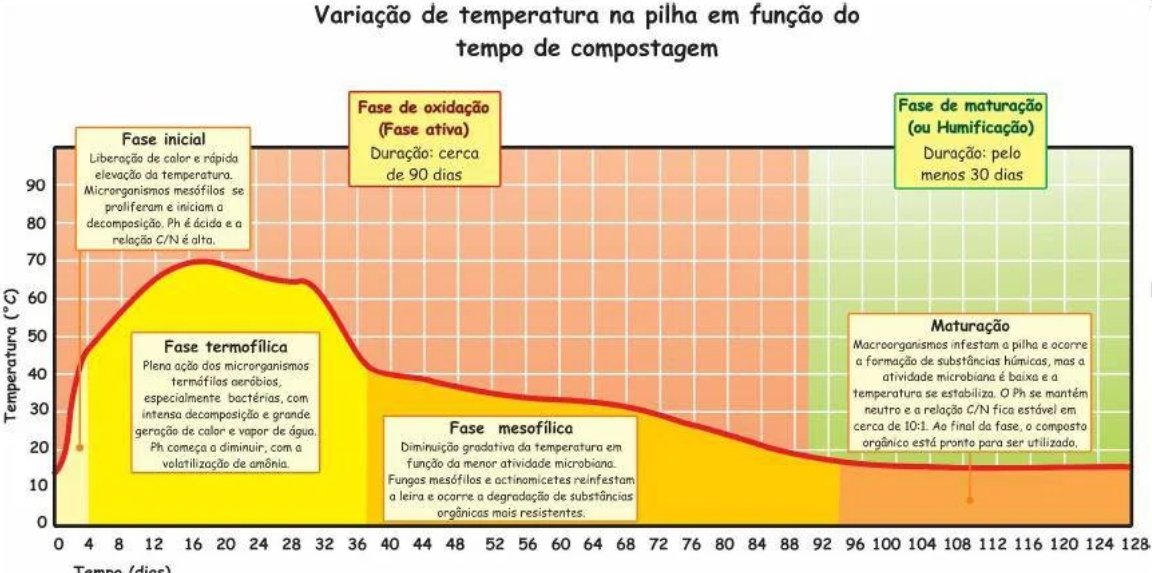 Variação de temperatura na pilha em função do
tempo de compostagem
Fase de oxidação
(Fase ativa)
Duração: cerca
de 90 dias
Fase de maturação
(ou Humificação)
Duração: pelo
menos 30 dias
Fase inicial
Liberação de calor e rápida
elevação da temperatura.
Microrganismos mesófilos se
proliferam e iniciam a
decomposição. Ph é ácido e a
relação C/N é alta.
Fase termofílica
Plena ação dos microrganismos
termófilos aeróbios,
especialmente bactérias, com
intensa decomposição e grande
geração de calor e vapor de água.
Ph começa a diminuir, com a
volatilização de amônia.
Fase mesofílica
Diminuição gradativa da temperatura em
função da menor atividade microbiana.
Fungos mesófilos e actinomicetes reinfestam
a leira e ocorre a degradação de substâncias
orgânicas mais resistentes.
Maturação
Macroorganismos infestam a pilha e ocorre
a formação de substâncias húmicas, mas a
atividade microbiana é baixa e a
temperatura se estabiliza. O Ph se mantém
neutro e a relação C/N fica estável em
cerca de 10:1. Ao final da fase, o composto
orgânico está pronto para ser utilizado.
Temperatura (°C)
90
80
70
60
50
40
30
20
10
0
0 4 8 12 16 20 24 28 32 36 40 44 48 52 56 60 64 68 72 76 80 84 88 92 96 100 104 108 112 116 120 124 128
Tempo (dias)